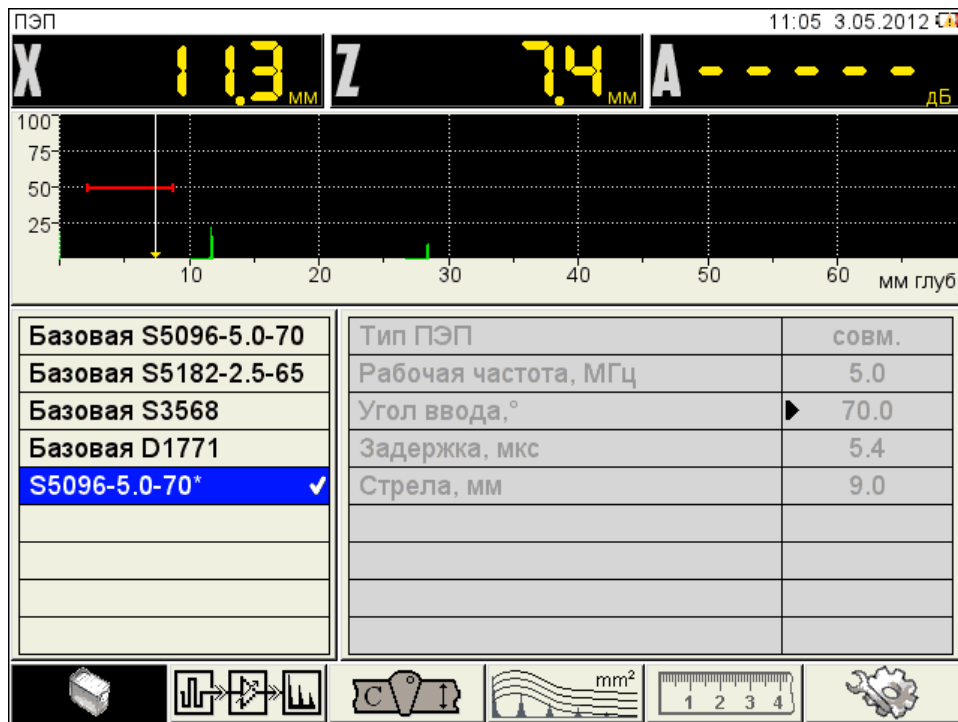 ПЭП 11:05 3.05.2012
X 11.3 мм Z 7.4 мм A - - - - - дБ
100
75
50
25
10 20 30 40 50 60 мм глуб
Базовая S5096-5.0-70 Тип ПЭП совм.
Базовая S5182-2.5-65 Рабочая частота, МГц 5.0
Базовая S3568 Угол ввода,° 70.0
Базовая D1771 Задержка, мкс 5.4
S5096-5.0-70* Стрела, мм 9.0
C mm² 1 2 3 4